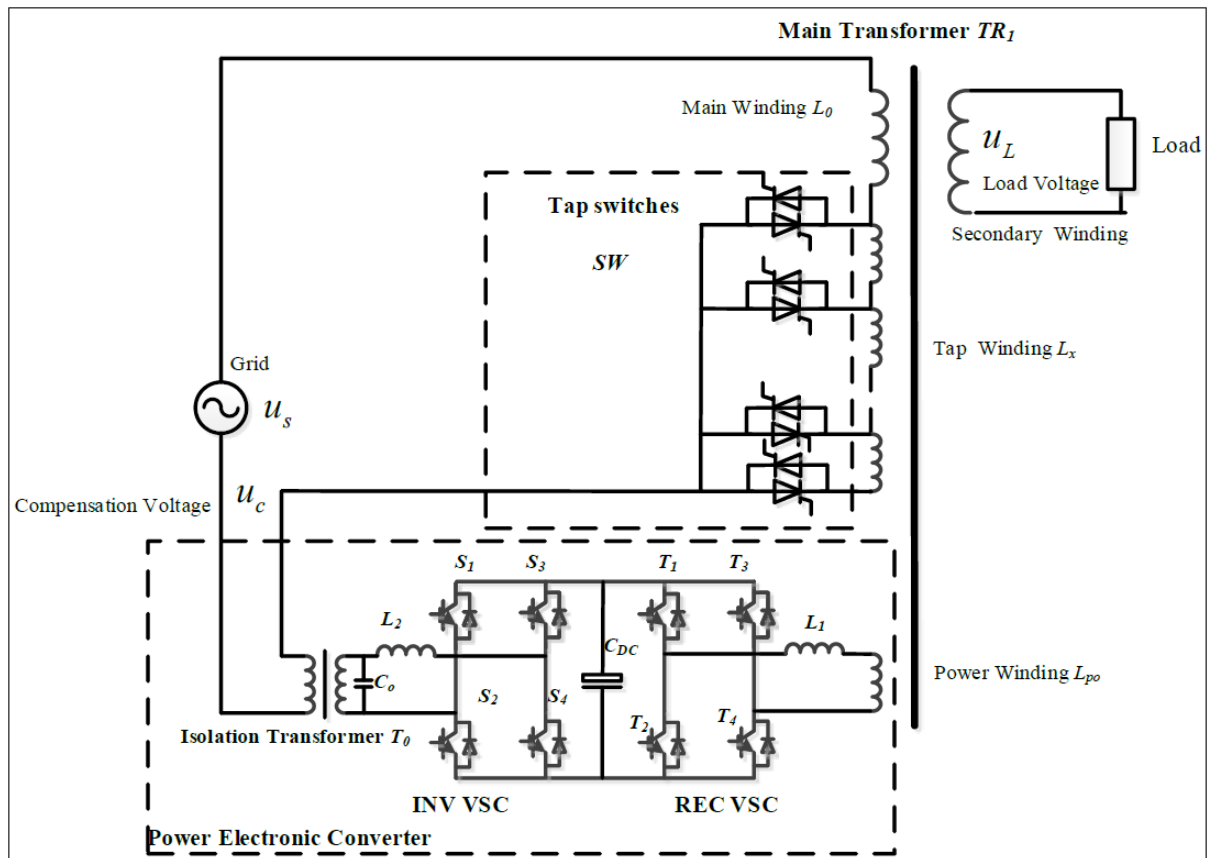 Main Transformer TR1
Main Winding L0
uL
Load
Load Voltage
Tap switches
Secondary Winding
SW
Tap Winding Lx
Grid
us
uc
Compensation Voltage
S1
S3
T1
T3
L2
L1
CDC
Co
Power Winding Lpo
S2
S4
T2
T4
Isolation Transformer T0
INV VSC
REC VSC
Power Electronic Converter